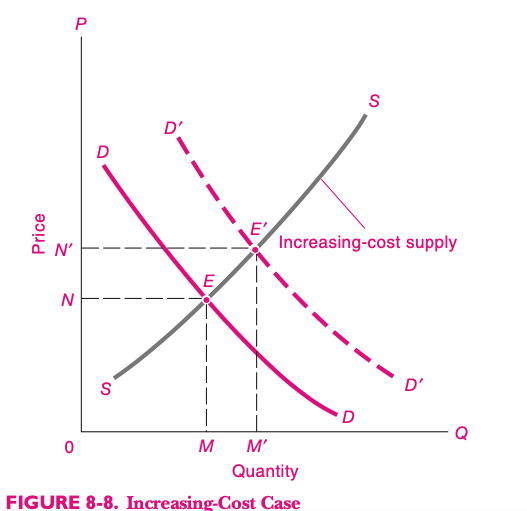 P
S
D′
D
E′
Increasing-cost supply
Price
N′
E
N
S
D′
D
0
M
M′
Q
Quantity
FIGURE 8-8. Increasing-Cost Case